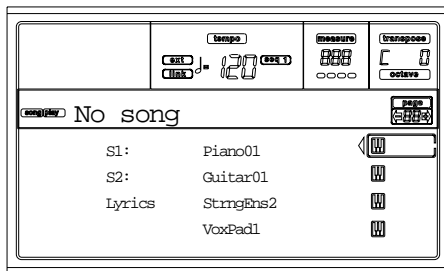 tempo measure transpose
ext link ♩= 120 seq 1 888 C 0
octave
song|play No song page 88
S1: Piano01
S2: Guitar01
Lyrics StrngEns2
VoxPad1